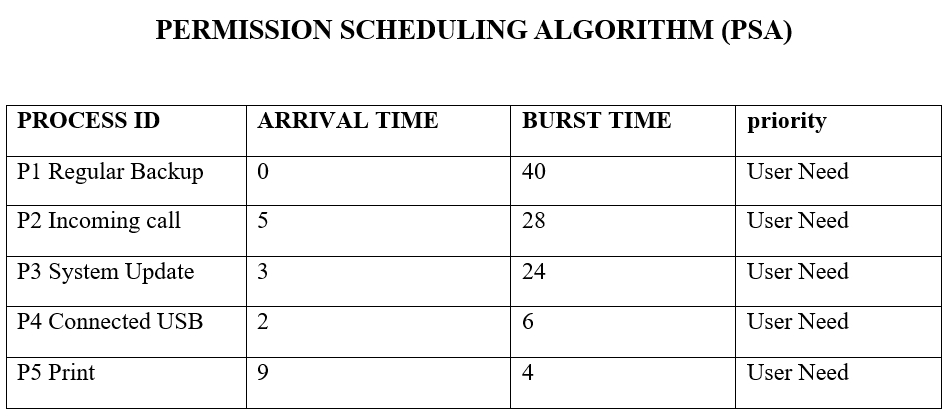 PERMISSION SCHEDULING ALGORITHM (PSA)
PROCESS ID ARRIVAL TIME BURST TIME priority
P1 Regular Backup 0 40 User Need
P2 Incoming call 5 28 User Need
P3 System Update 3 24 User Need
P4 Connected USB 2 6 User Need
P5 Print 9 4 User Need